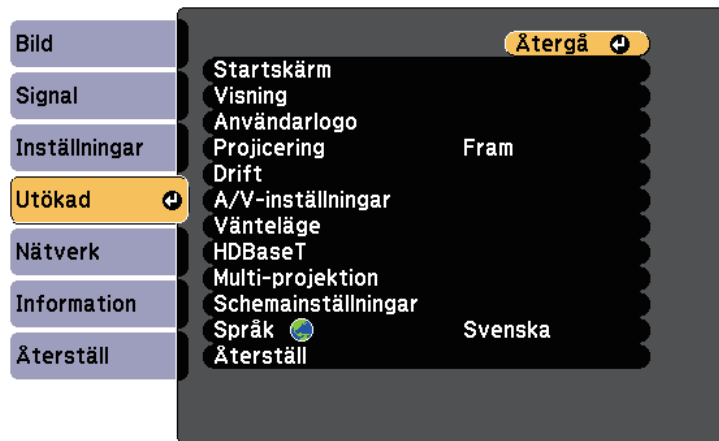 Bild
Signal
Inställningar
Utökad
Nätverk
Information
Återställ
Återgå
Startskärm
Visning
Användarlogo
Projicering Fram
Drift
A/V-inställningar
Vänteläge
HDBaseT
Multi-projektion
Schemainställningar
Språk Svenska
Återställ